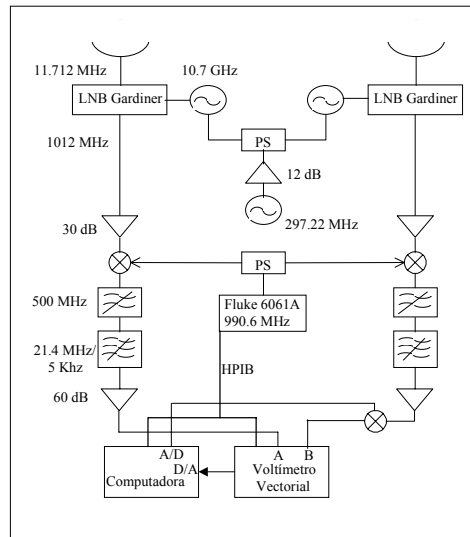 11.712 MHz
10.7 GHz
LNB Gardiner
LNB Gardiner
1012 MHz
PS
12 dB
297.22 MHz
30 dB
PS
500 MHz
Fluke 6061A
990.6 MHz
21.4 MHz/
5 Khz
HPIB
60 dB
A/D
D/A
Computadora
A
B
Voltímetro
Vectorial